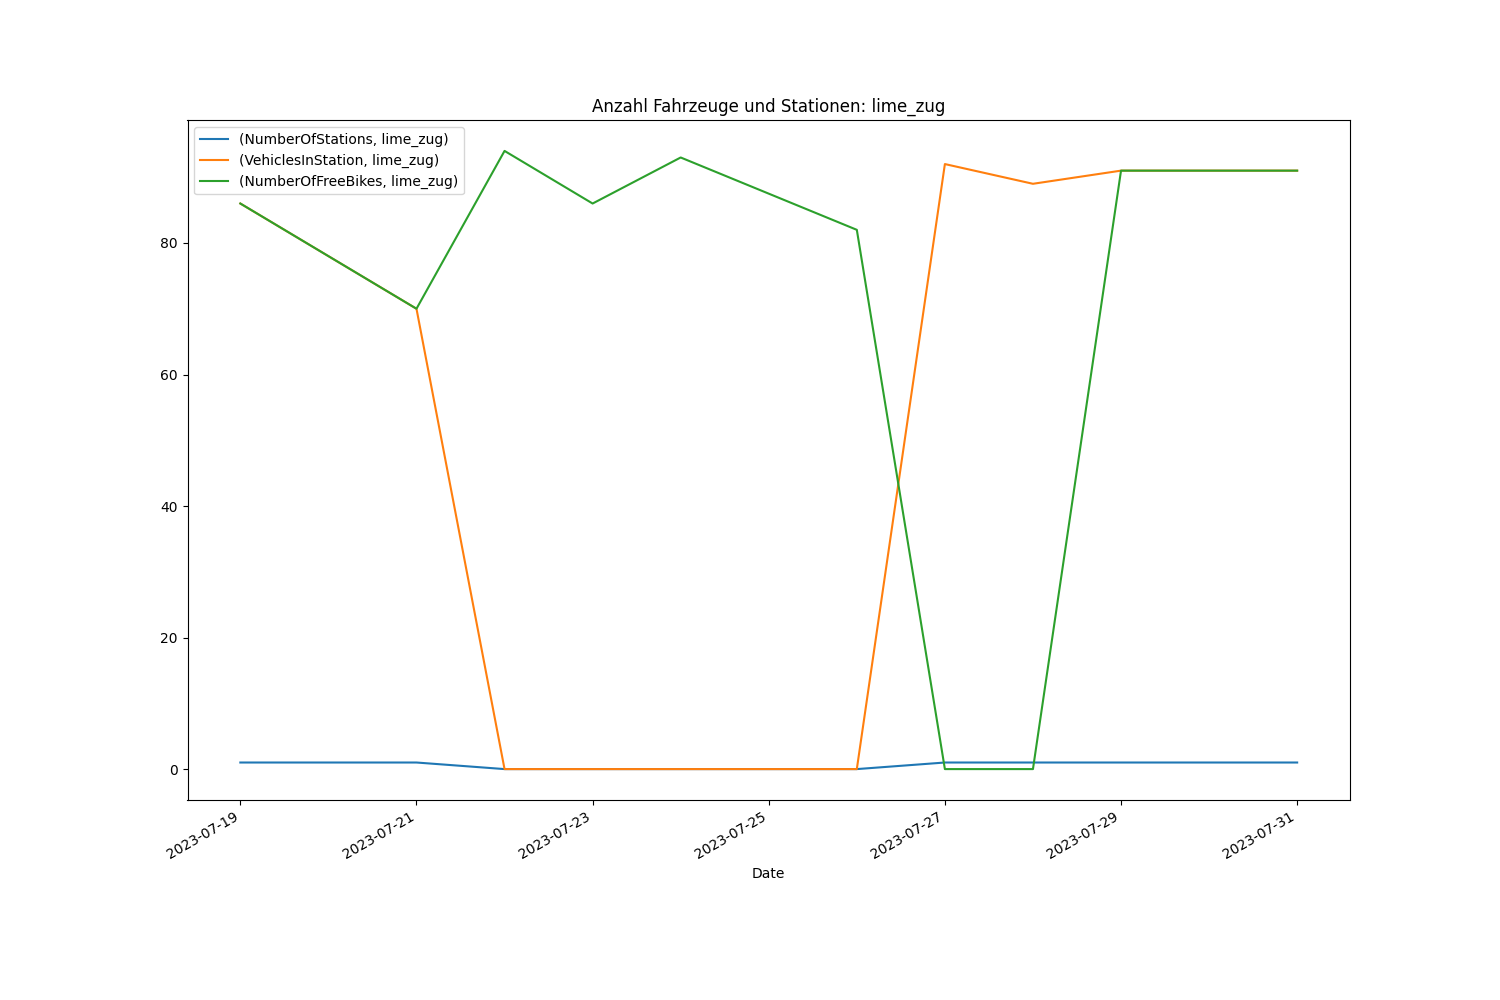 Anzahl Fahrzeuge und Stationen: lime_zug
(NumberOfStations, lime_zug)
(VehiclesInStation, lime_zug)
(NumberOfFreeBikes, lime_zug)
80
60
40
20
0
2023-07-19
2023-07-21
2023-07-23
2023-07-25
2023-07-27
2023-07-29
2023-07-31
Date